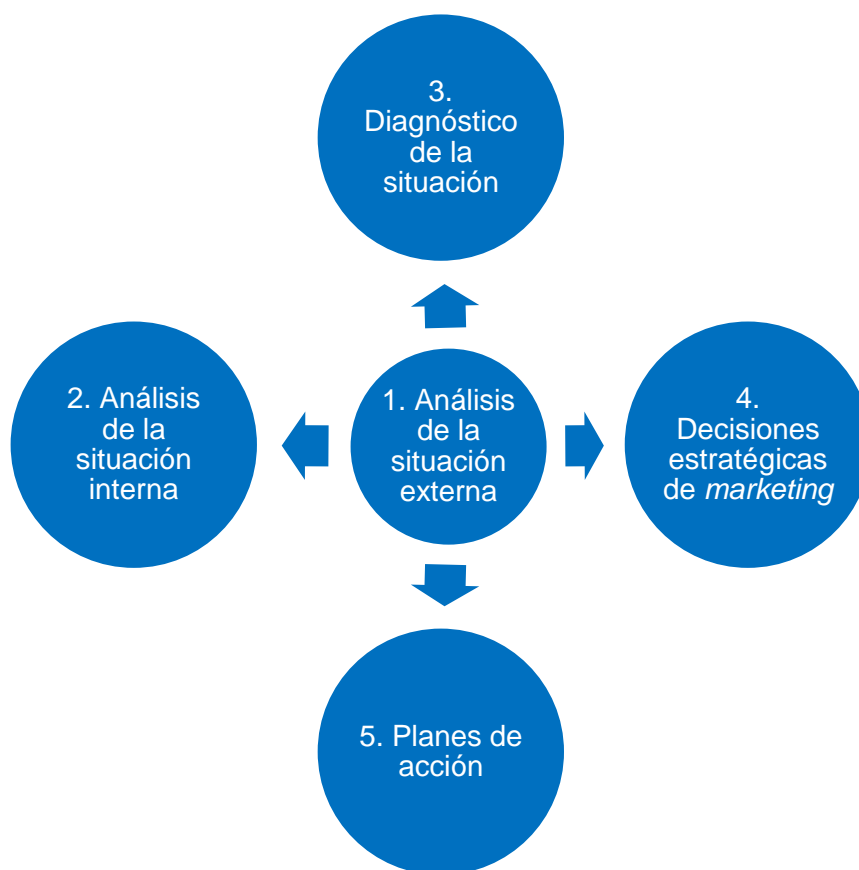 3.
Diagnóstico
de la
situación
2. Análisis
de la
situación
interna
1. Análisis
de la
situación
externa
4.
Decisiones
estratégicas
de marketing
5. Planes de
acción